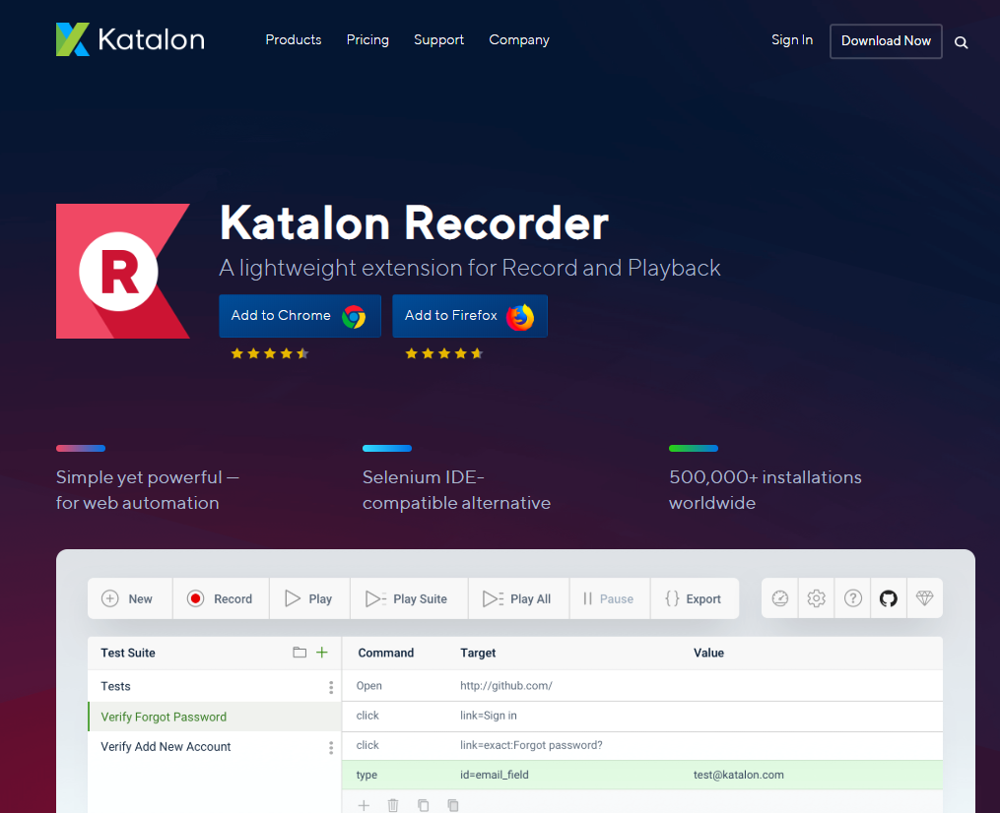 Katalon
Products Pricing Support Company
Sign In Download Now
R
Katalon Recorder
A lightweight extension for Record and Playback
Add to Chrome Add to Firefox
Simple yet powerful —
for web automation
Selenium IDE-
compatible alternative
500,000+ installations
worldwide
New Record Play Play Suite Play All Pause Export
Test Suite
Tests
Verify Forgot Password
Verify Add New Account
Command Target Value
Open http://github.com/
click link=Sign in
click link=exact:Forgot password?
type id=email_field test@katalon.com